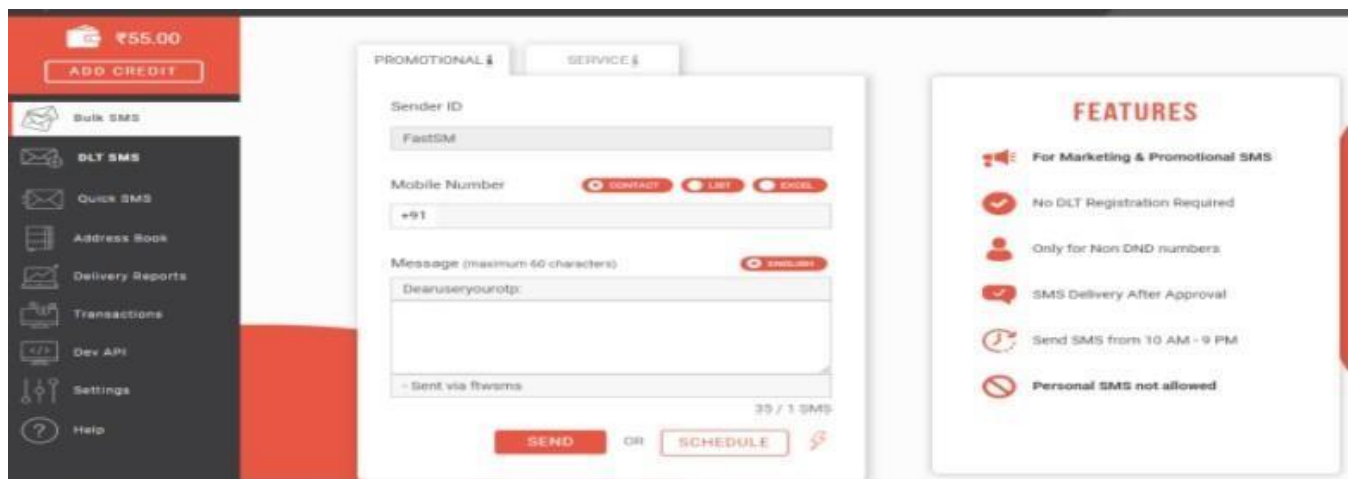 ₹55.00
ADD CREDIT
Bulk SMS
DLT SMS
Quick SMS
Address Book
Delivery Reports
Transactions
Dev API
Settings
Help
PROMOTIONAL
SERVICE
Sender ID
FastSM
Mobile Number
CONTACT
LIST
EXCEL
+91
Message (maximum 60 characters)
ENGLISH
Dearuseryourotp:
- Sent via ftwsms
35 / 1 SMS
SEND OR SCHEDULE
FEATURES
For Marketing & Promotional SMS
No DLT Registration Required
Only for Non DND numbers
SMS Delivery After Approval
Send SMS from 10 AM - 9 PM
Personal SMS not allowed